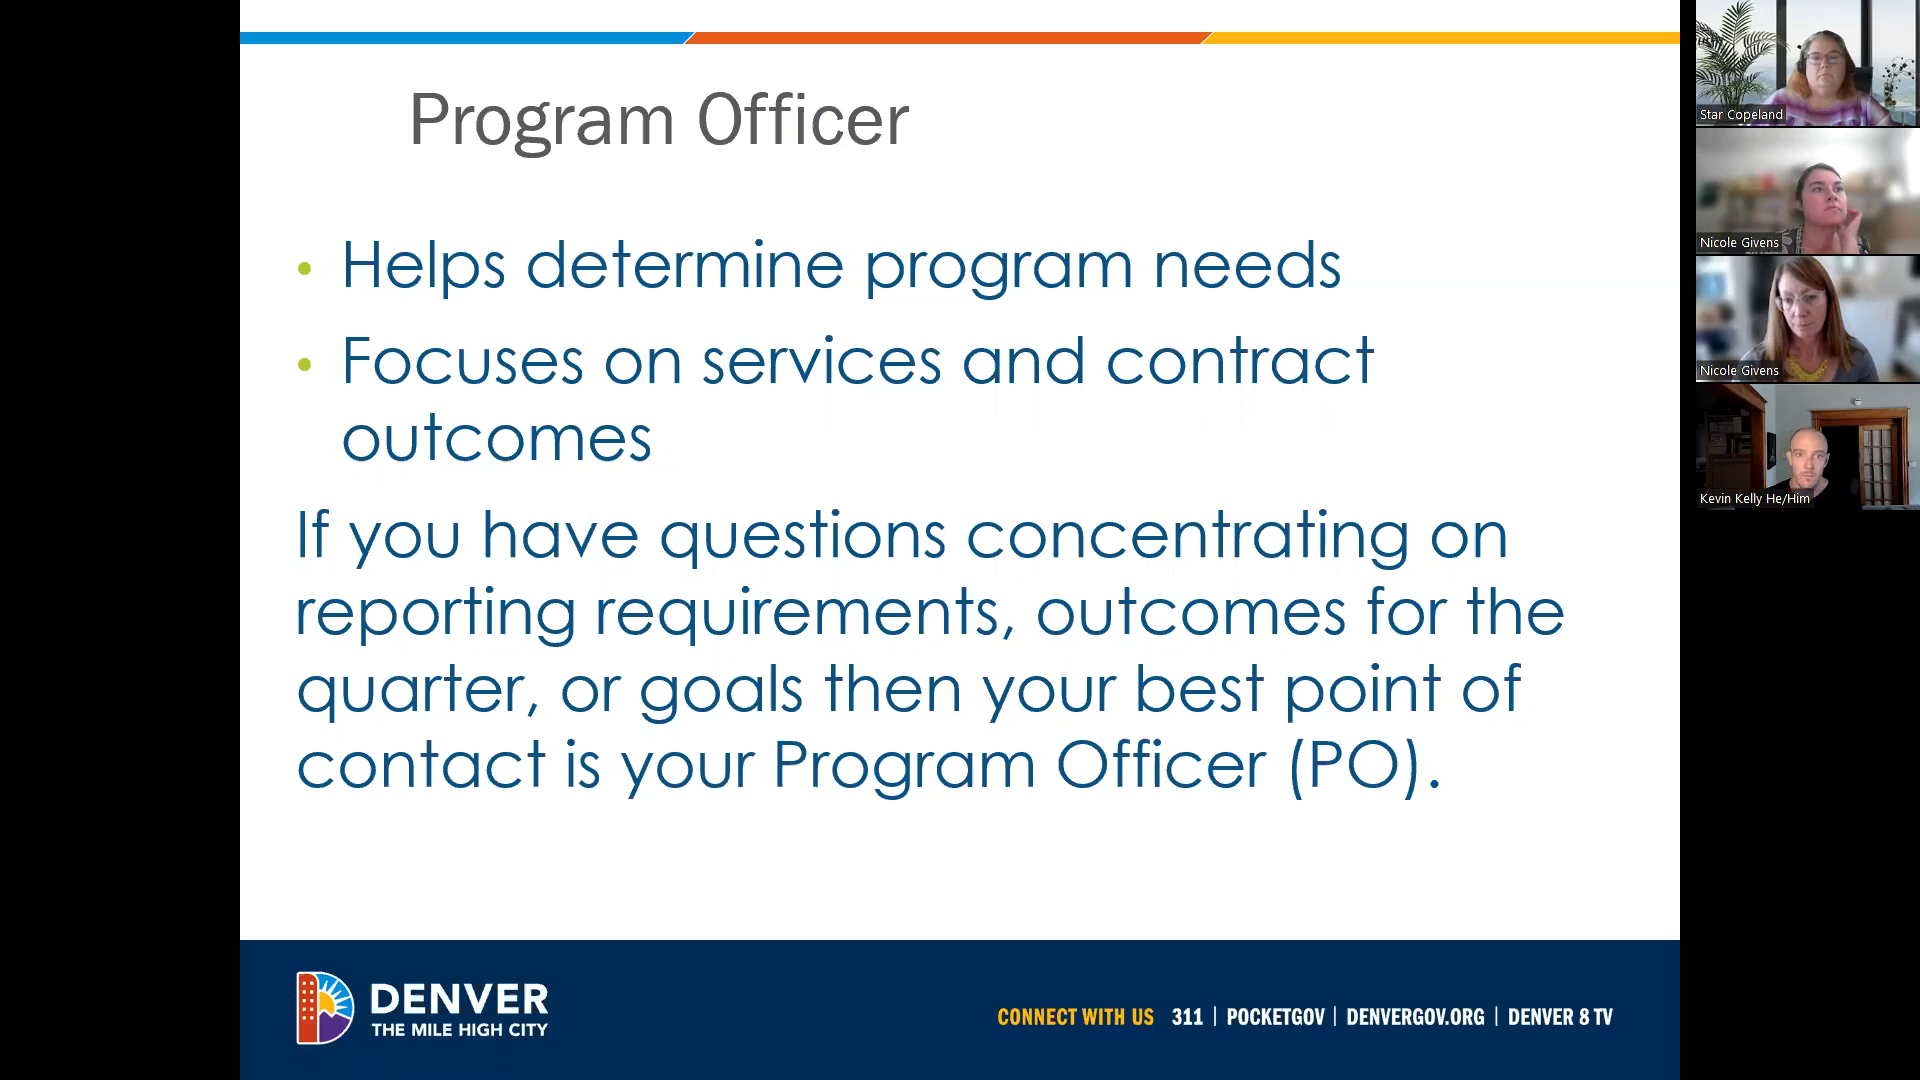 Program Officer
• Helps determine program needs
• Focuses on services and contract
outcomes
If you have questions concentrating on
reporting requirements, outcomes for the
quarter, or goals then your best point of
contact is your Program Officer (PO).
DENVER
THE MILE HIGH CITY
CONNECT WITH US 311 | POCKETGOV | DENVERGOV.ORG | DENVER 8 TV
Star Copeland
Nicole Givens
Nicole Givens
Kevin Kelly He/Him